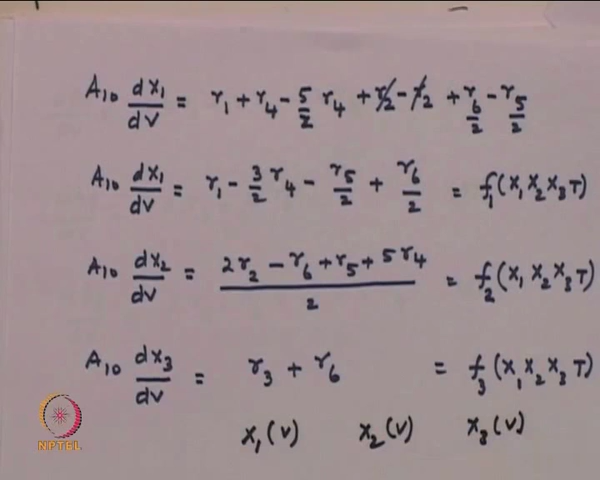 A₁₀ dx₁/dV = r₁ + r₄ - 5/2 r₄ + r₂ - r₂ + r₆/2 - r₅/2
A₁₀ dx₁/dV = r₁ - 3/2 r₄ - r₅/2 + r₆/2 = f₁(x₁ x₂ x₃ T)
A₁₀ dx₂/dV = (2r₂ - r₆ + r₅ + 5r₄)/2 = f₂(x₁ x₂ x₃ T)
A₁₀ dx₃/dV = r₃ + r₆ = f₃(x₁ x₂ x₃ T)
x₁(V) x₂(V) x₃(V)
NPTEL